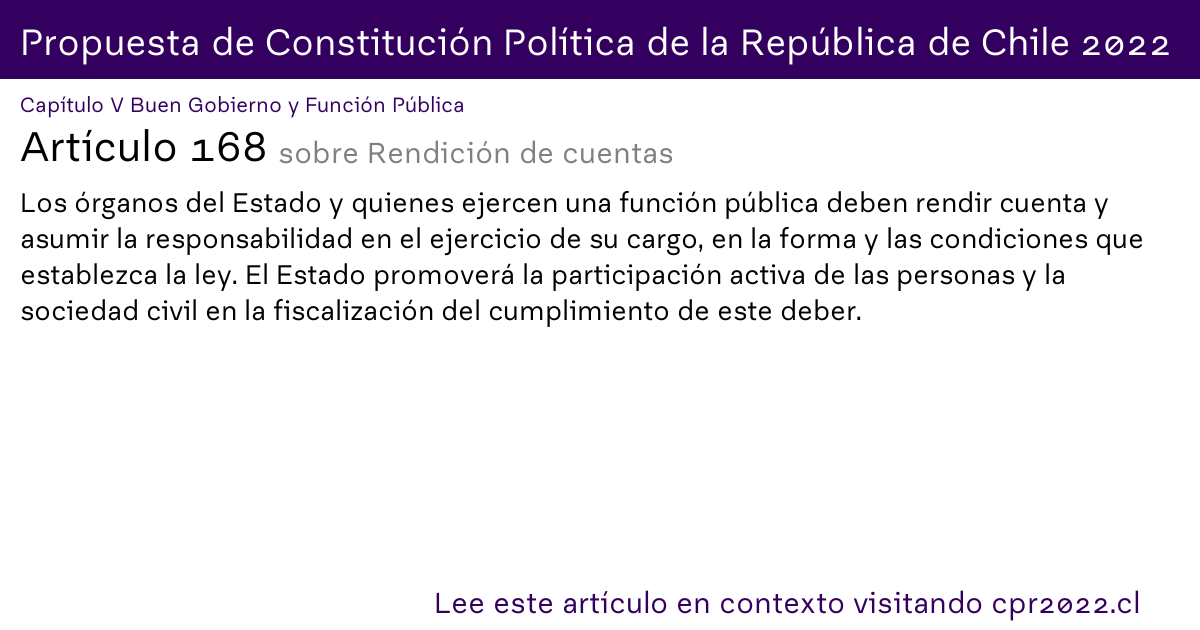 Propuesta de Constitución Política de la República de Chile 2022
Capítulo V Buen Gobierno y Función Pública
Artículo 168 sobre Rendición de cuentas
Los órganos del Estado y quienes ejercen una función pública deben rendir cuenta y
asumir la responsabilidad en el ejercicio de su cargo, en la forma y las condiciones que
establezca la ley. El Estado promoverá la participación activa de las personas y la
sociedad civil en la fiscalización del cumplimiento de este deber.
Lee este artículo en contexto visitando cpr2022.cl